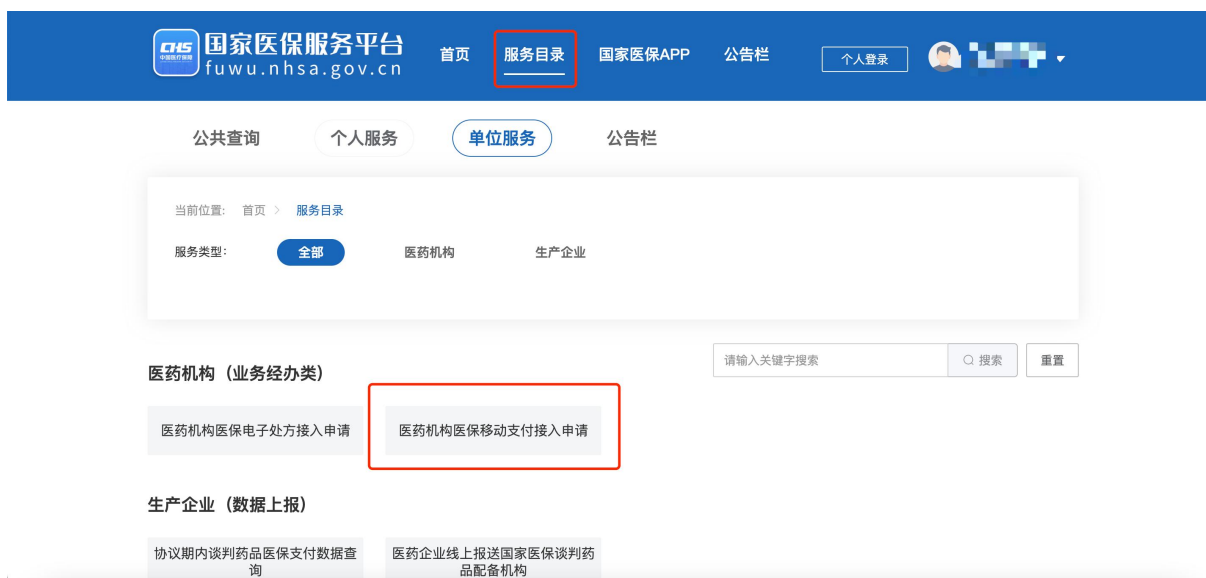 CHS
中国医疗保障
国家医保服务平台
fuwu.nhsa.gov.cn
首页
服务目录
国家医保APP
公告栏
个人登录
公共查询
个人服务
单位服务
公告栏
当前位置: 首页 > 服务目录
服务类型:
全部
医药机构
生产企业
请输入关键字搜索
搜索
重置
医药机构（业务经办类）
医药机构医保电子处方接入申请
医药机构医保移动支付接入申请
生产企业（数据上报）
协议期内谈判药品医保支付数据查
询
医药企业线上报送国家医保谈判药
品配备机构